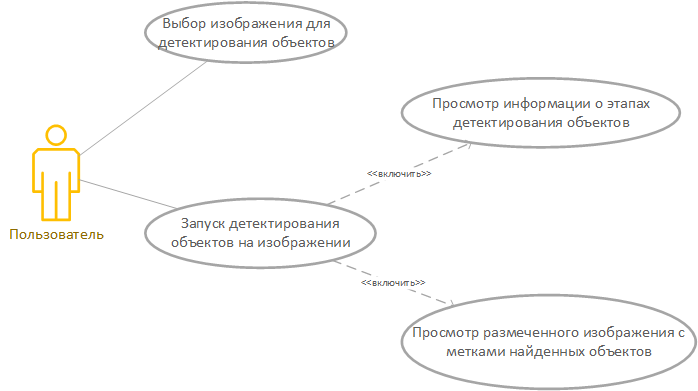 Выбор изображения для
детектирования объектов
Просмотр информации о этапах
детектирования объектов
<<включить>>
Пользователь
Запуск детектирования
объектов на изображении
<<включить>>
Просмотр размеченного изображения с
метками найденных объектов